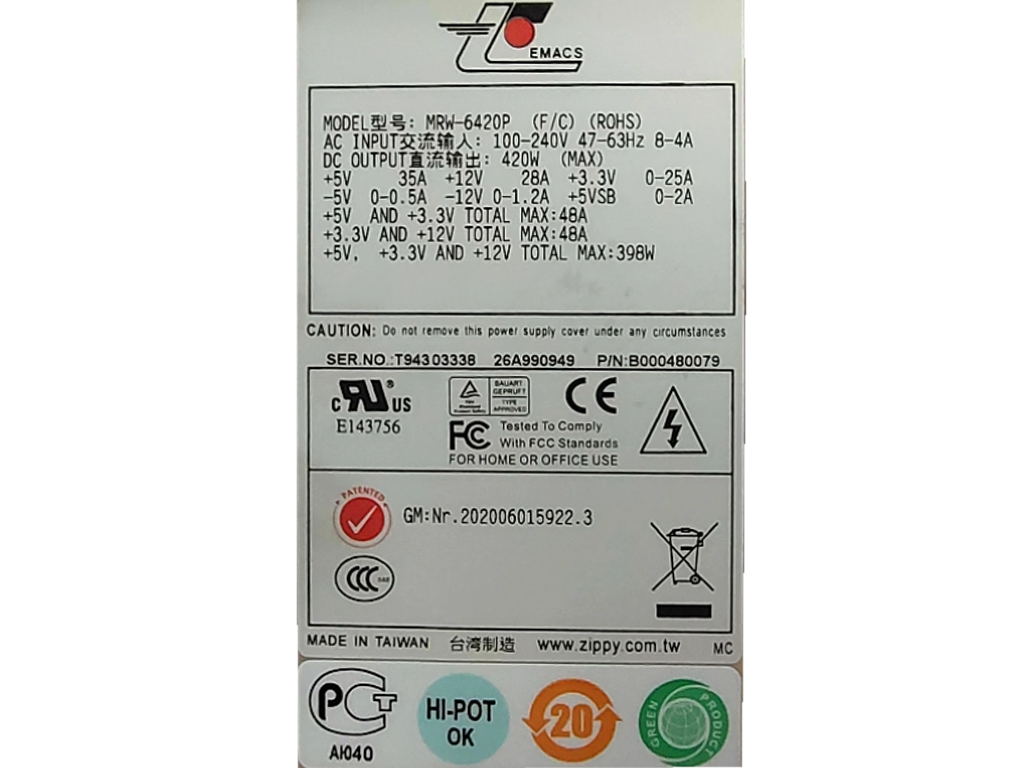 EMACS
MODEL型号: MRW-6420P (F/C) (ROHS)
AC INPUT交流输入: 100-240V 47-63Hz 8-4A
DC OUTPUT直流输出: 420W (MAX)
+5V 35A +12V 28A +3.3V 0-25A
-5V 0-0.5A -12V 0-1.2A +5VSB 0-2A
+5V AND +3.3V TOTAL MAX:48A
+3.3V AND +12V TOTAL MAX:48A
+5V, +3.3V AND +12V TOTAL MAX:398W
CAUTION: Do not remove this power supply cover under any circumstances
SER.NO.:T94303338 26A990949 P/N:B000480079
C RU ® US
E143756
BAUART
GEPRÜFT
TYPE
APPROVED
CE
FC Tested To Comply
With FCC Standards
FOR HOME OR OFFICE USE
PATENTED
GM:Nr.202006015922.3
CCC S&E
MADE IN TAIWAN 台湾制造 www.zippy.com.tw MC
PCT
АЮ40
HI-POT
OK
20
GREEN PRODUCT